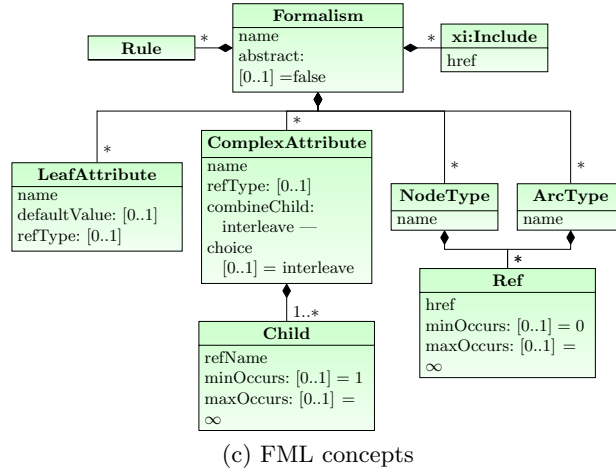 Formalism
name
abstract:
[0..1] =false
Rule
*
*
xi:Include
href
*
*
*
*
LeafAttribute
name
defaultValue: [0..1]
refType: [0..1]
ComplexAttribute
name
refType: [0..1]
combineChild:
interleave —
choice
[0..1] = interleave
NodeType
name
ArcType
name
*
Ref
href
minOccurs: [0..1] = 0
maxOccurs: [0..1] =
∞
1..*
Child
refName
minOccurs: [0..1] = 1
maxOccurs: [0..1] =
∞
(c) FML concepts